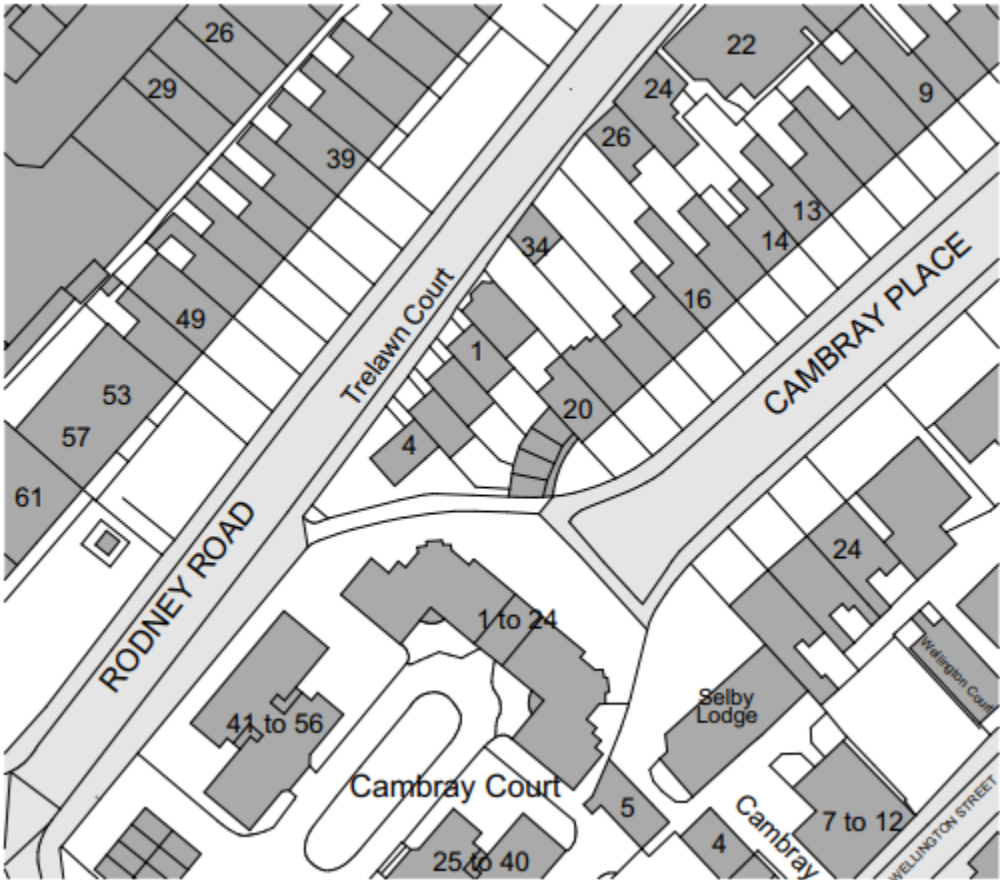 26
22
29
24
9
26
39
13
14
34
16
49
Trelawn Court
CAMBRAY PLACE
1
53
20
57
4
61
24
RODNEY ROAD
1 to 24
Wellington Court
Selby
Lodge
41 to 56
Cambray Court
5
Cambray
7 to 12
4
WELLINGTON STREET
25 to 40